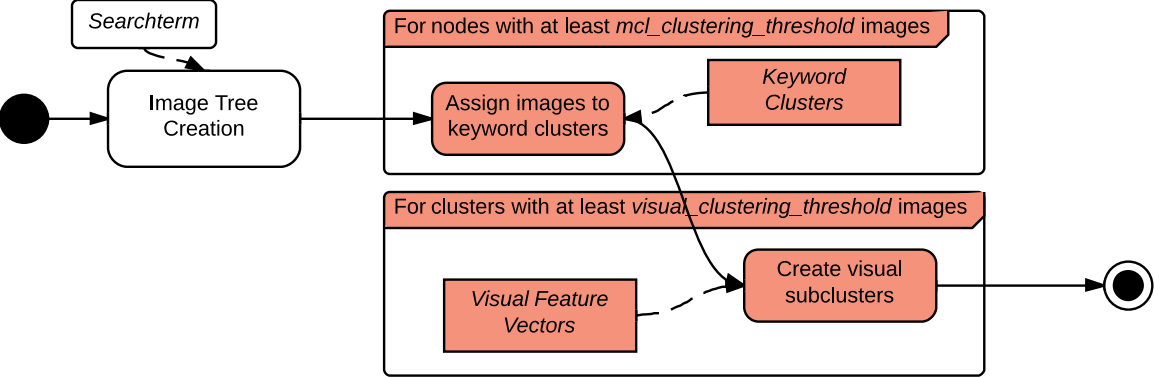 Searchterm
Image Tree
Creation
For nodes with at least mcl_clustering_threshold images
Assign images to
keyword clusters
Keyword
Clusters
For clusters with at least visual_clustering_threshold images
Visual Feature
Vectors
Create visual
subclusters